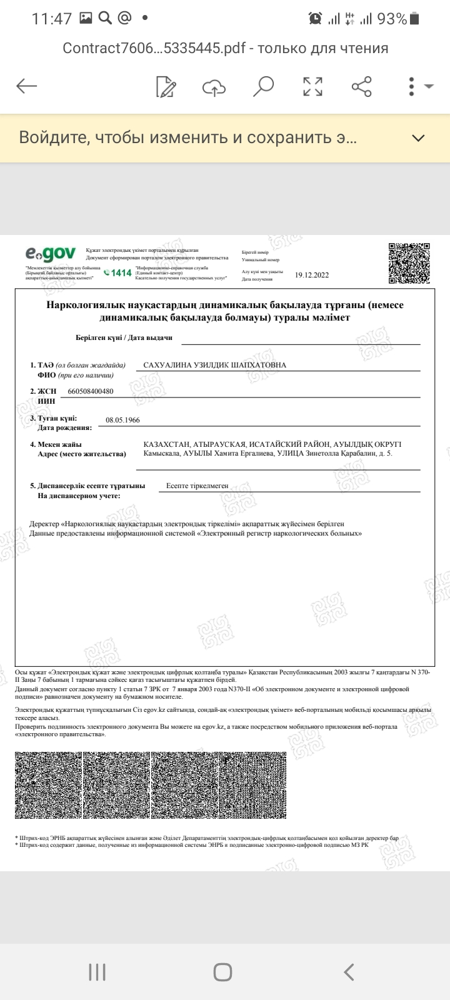 11:47
H+
93%
Contract7606...5335445.pdf - только для чтения
Войдите, чтобы изменить и сохранить э...
e.gov
Құжат электрондық үкімет порталымен құрылған
Документ сформирован порталом электронного правительства
"Мемлекеттік қызметтер алу бойынша
(Бірыңғай байланыс орталығы)
ақпараттық-анықтамалық қызметі"
1414
"Информационно-справочная служба
(Единый контакт-центр)
Касательно получения государственных услуг"
Бірегей нөмір
Уникальный номер
Алу күні мен уақыты
Дата получения
19.12.2022
Наркологиялық науқастардың динамикалық бақылауда тұрғаны (немесе
динамикалық бақылауда болмауы) туралы мәлімет
Берілген күні / Дата выдачи
1. ТАӘ (ол болған жағдайда) САХУАЛИНА УЗИЛДИК ШАПХАТОВНА
ФИО (при его наличии)
2. ЖСН 660508400480
ИИН
3. Туған күні: 08.05.1966
Дата рождения:
4. Мекен жайы КАЗАХСТАН, АТЫРАУСКАЯ, ИСАТАЙСКИЙ РАЙОН, АУЫЛДЫҚ ОКРУГІ
Адрес (место жительства) Камыскала, АУЫЛЫ Хамита Ергалиева, УЛИЦА Зинетолла Қарабалин, д. 5.
5. Диспансерлік есепте тұратыны Есепте тіркелмеген
На диспансерном учете:
Деректер «Наркологиялық науқастардың электрондық тіркелімі» ақпараттық жүйесімен берілген
Данные предоставлены информационной системой «Электронный регистр наркологических больных»
Осы құжат «Электрондық құжат және электрондық цифрлық қолтаңба туралы» Қазақстан Республикасының 2003 жылғы 7 қаңтардағы N 370-
II Заңы 7 бабының 1 тармағына сәйкес қағаз тасығыштағы құжатпен бірдей.
Данный документ согласно пункту 1 статьи 7 ЗРК от 7 января 2003 года N370-II «Об электронном документе и электронной цифровой
подписи» равнозначен документу на бумажном носителе.
Электрондық құжаттың түпнұсқалығын Сіз egov.kz сайтында, сондай-ақ «электрондық үкімет» веб-порталының мобильді қосымшасы арқылы
тексере аласыз.
Проверить подлинность электронного документа Вы можете на egov.kz, а также посредством мобильного приложения веб-портала
«электронного правительства».
* Штрих-код ЭРНБ ақпараттық жүйесінен алынған және Әділет Департаментінің электрондық-цифрлық қолтаңбасымен қол қойылған деректер бар
* Штрих-код содержит данные, полученные из информационной системы ЭНРБ и подписанные электронно-цифровой подписью МЗ РК